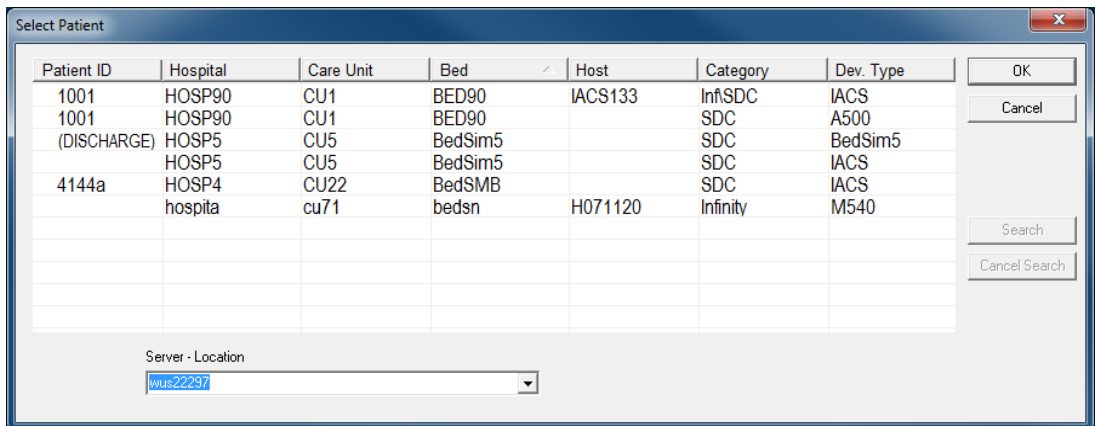 Select Patient
Patient ID Hospital Care Unit Bed Host Category Dev. Type
1001 HOSP90 CU1 BED90 IACS133 Inf\SDC IACS
1001 HOSP90 CU1 BED90 SDC A500
(DISCHARGE) HOSP5 CU5 BedSim5 SDC BedSim5
HOSP5 CU5 BedSim5 SDC IACS
4144a HOSP4 CU22 BedSMB SDC IACS
hospita cu71 bedsn H071120 Infinity M540
OK
Cancel
Search
Cancel Search
Server - Location
wus22297